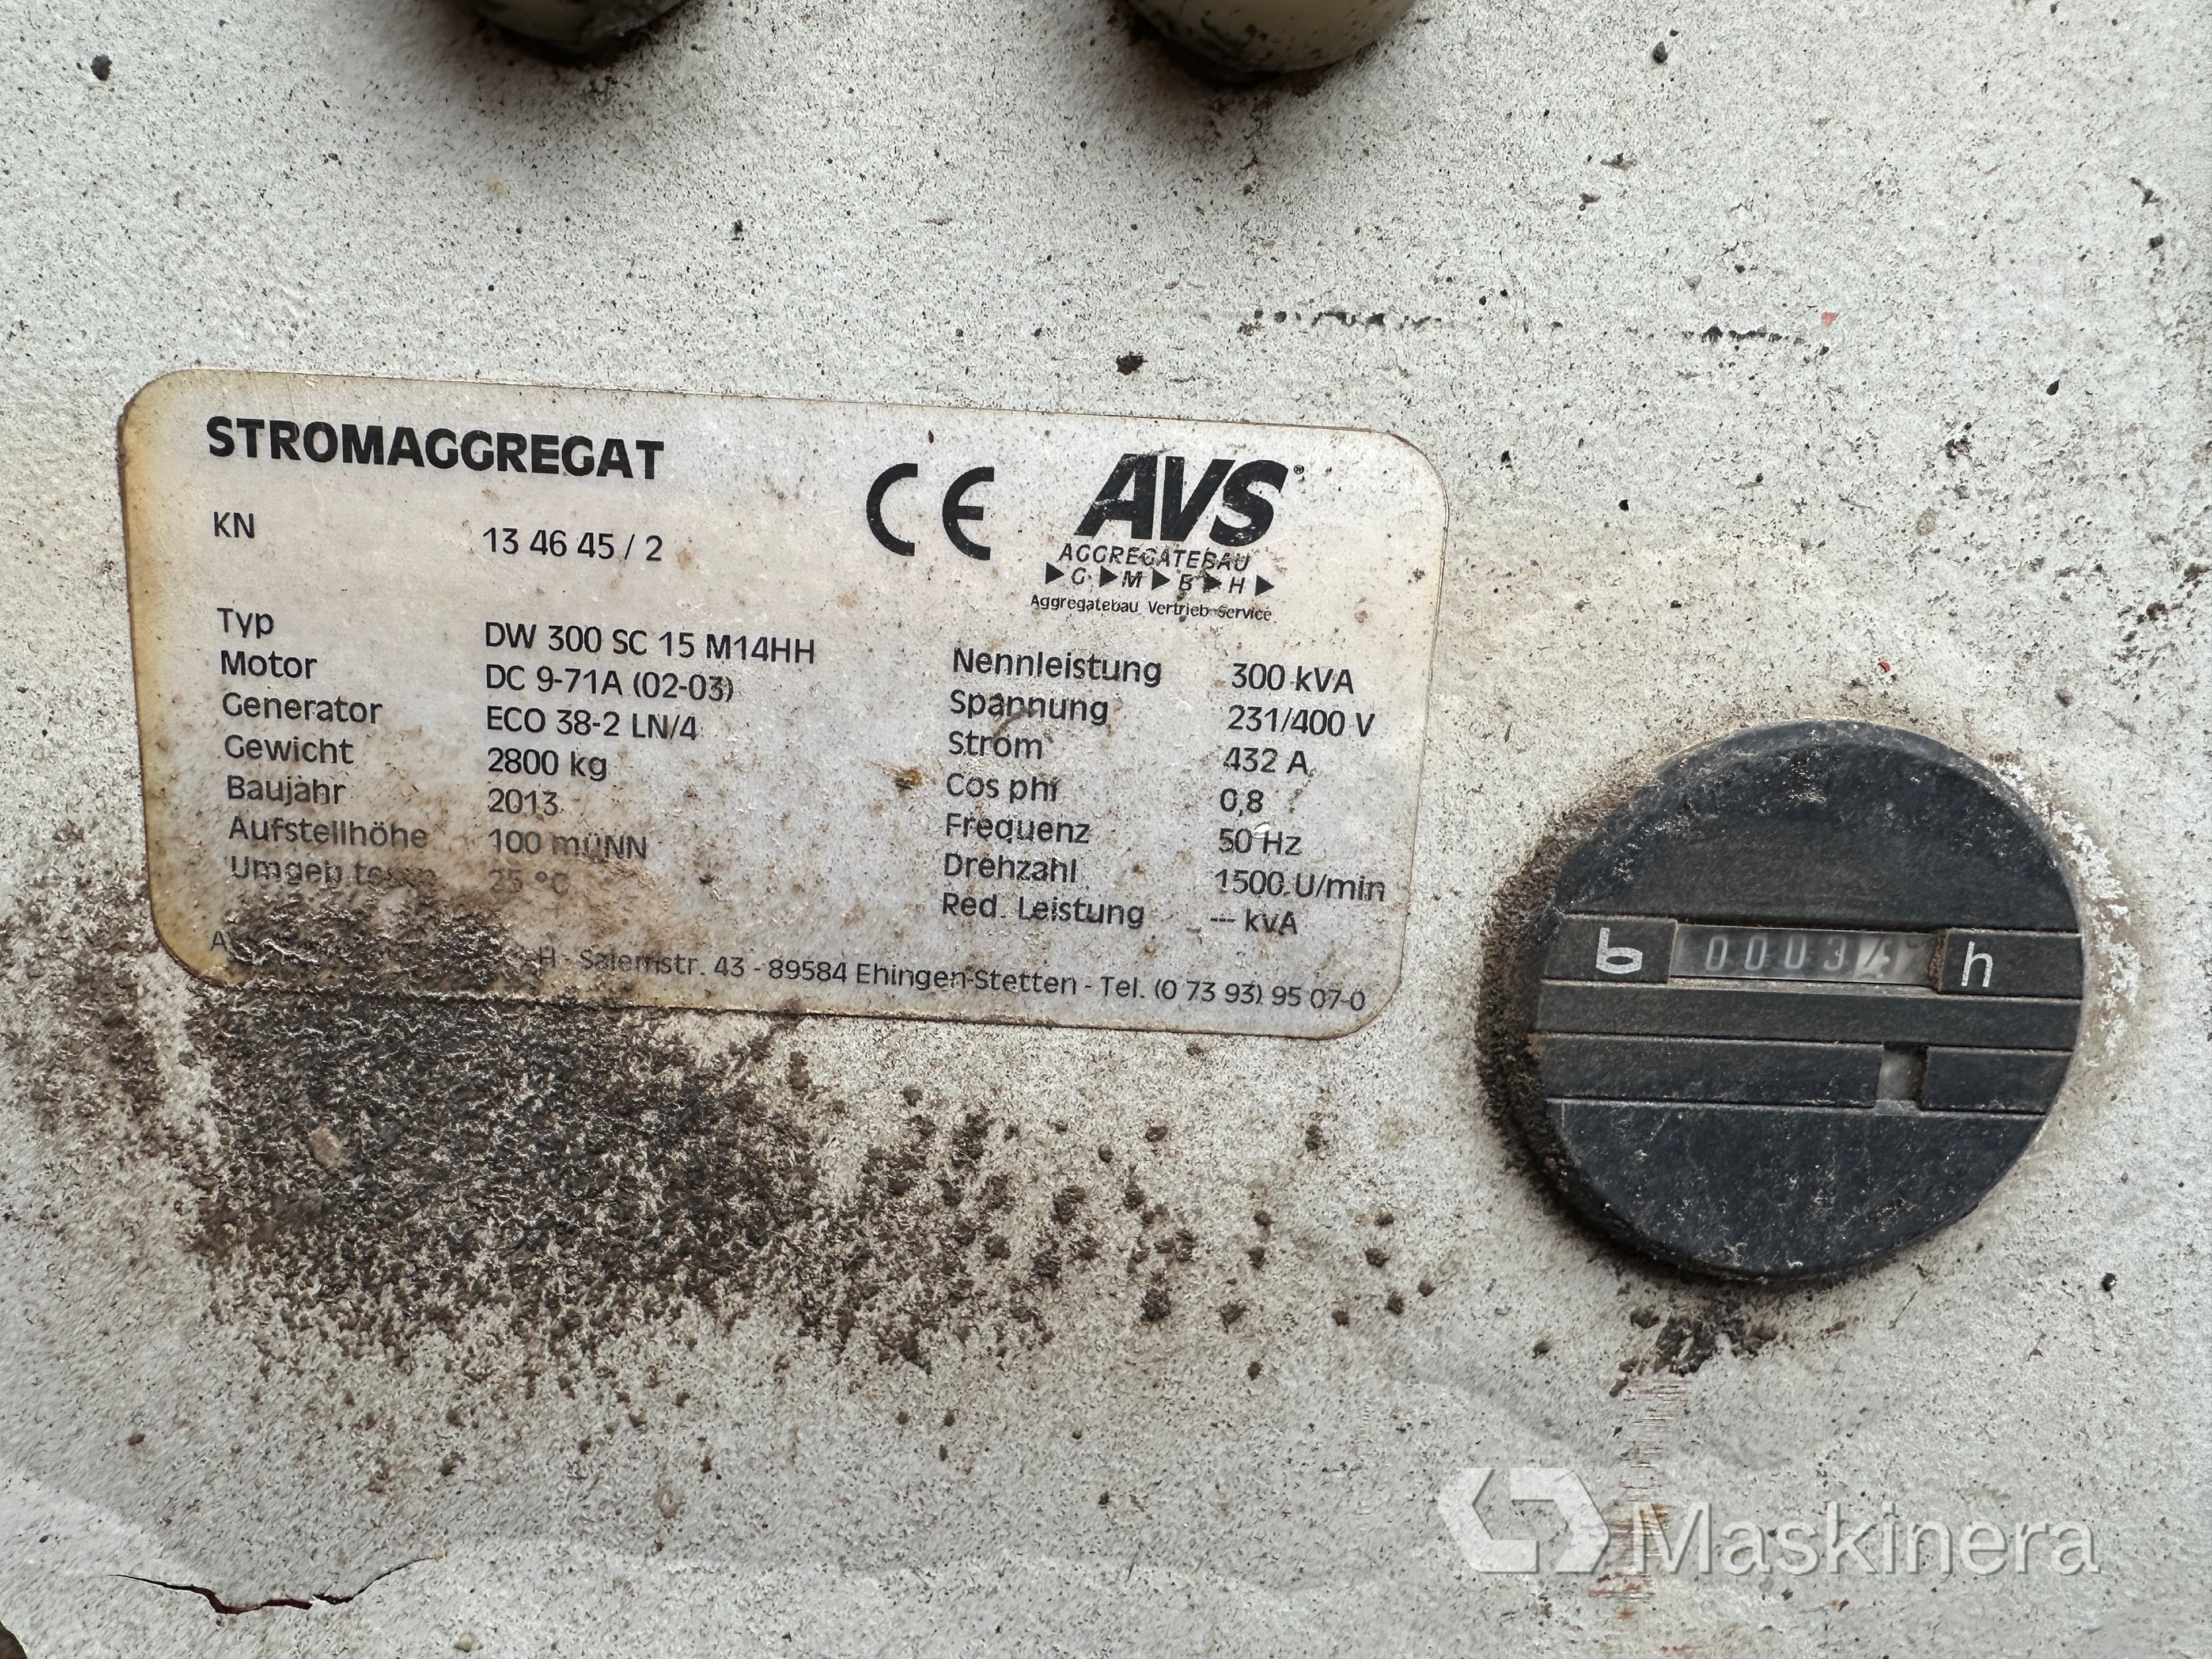 STROMAGGREGAT
CE
AVS®
AGGREGATEBAU
G M B H
Aggregatebau Vertrieb Service
KN 13 46 45 / 2
Typ DW 300 SC 15 M14HH
Motor DC 9-71A (02-03)
Generator ECO 38-2 LN/4
Gewicht 2800 kg
Baujahr 2013
Aufstellhöhe 100 müNN
Umgeb 25 °C
Nennleistung 300 kVA
Spannung 231/400 V
Strom 432 A
Cos phi 0,8
Frequenz 50 Hz
Drehzahl 1500 U/min
Red. Leistung --- kVA
Salemstr. 43 - 89584 Ehingen-Stetten - Tel. (0 73 93) 95 07-0
h
Maskinera